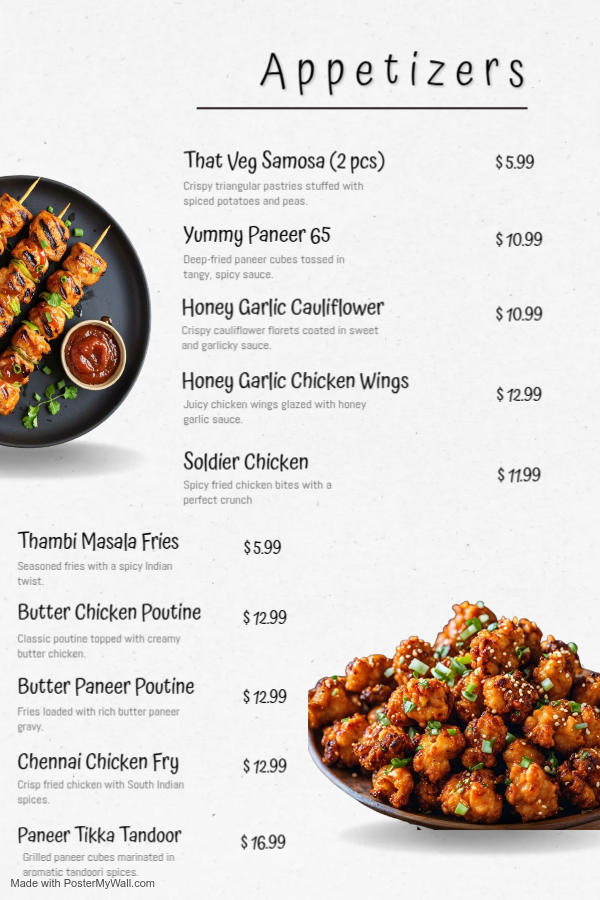 Appetizers
That Veg Samosa (2 pcs) $5.99
Crispy triangular pastries stuffed with
spiced potatoes and peas.
Yummy Paneer 65 $10.99
Deep-fried paneer cubes tossed in
tangy, spicy sauce.
Honey Garlic Cauliflower $10.99
Crispy cauliflower florets coated in sweet
and garlicky sauce.
Honey Garlic Chicken Wings $12.99
Juicy chicken wings glazed with honey
garlic sauce.
Soldier Chicken $11.99
Spicy fried chicken bites with a
perfect crunch
Thambi Masala Fries $5.99
Seasoned fries with a spicy Indian
twist.
Butter Chicken Poutine $12.99
Classic poutine topped with creamy
butter chicken.
Butter Paneer Poutine $12.99
Fries loaded with rich butter paneer
gravy.
Chennai Chicken Fry $12.99
Crisp fried chicken with South Indian
spices.
Paneer Tikka Tandoor $16.99
Grilled paneer cubes marinated in
aromatic tandoori spices.
Made with PosterMyWall.com